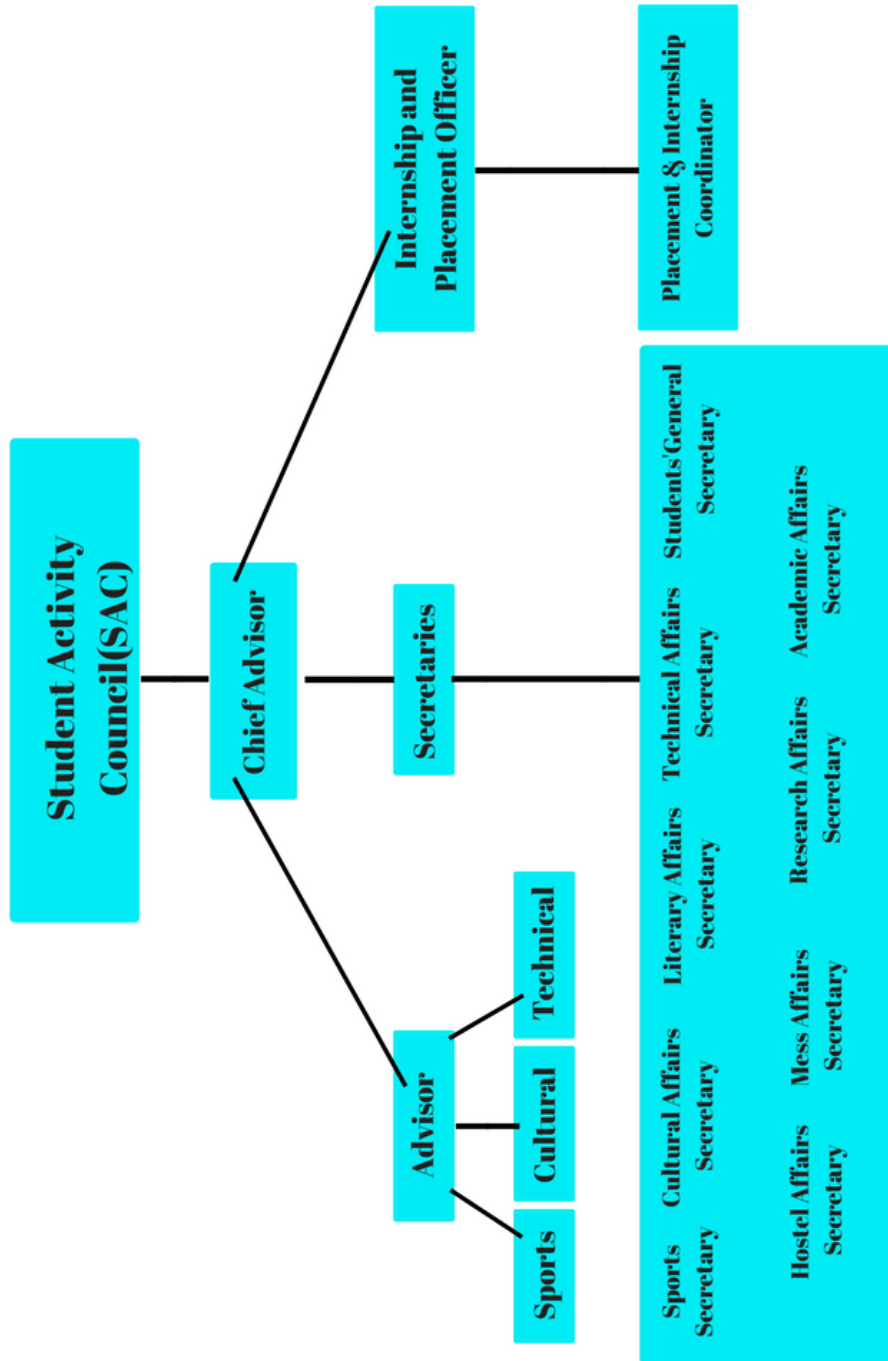 Student Activity
Council(SAC)
Chief Advisor
Advisor
Secretaries
Internship and
Placement Officer
Sports
Cultural
Technical
Sports
Secretary
Cultural Affairs
Secretary
Literary Affairs
Secretary
Technical Affairs
Secretary
Students'General
Secretary
Hostel Affairs
Secretary
Mess Affairs
Secretary
Research Affairs
Secretary
Academic Affairs
Secretary
Placement & Internship
Coordinator